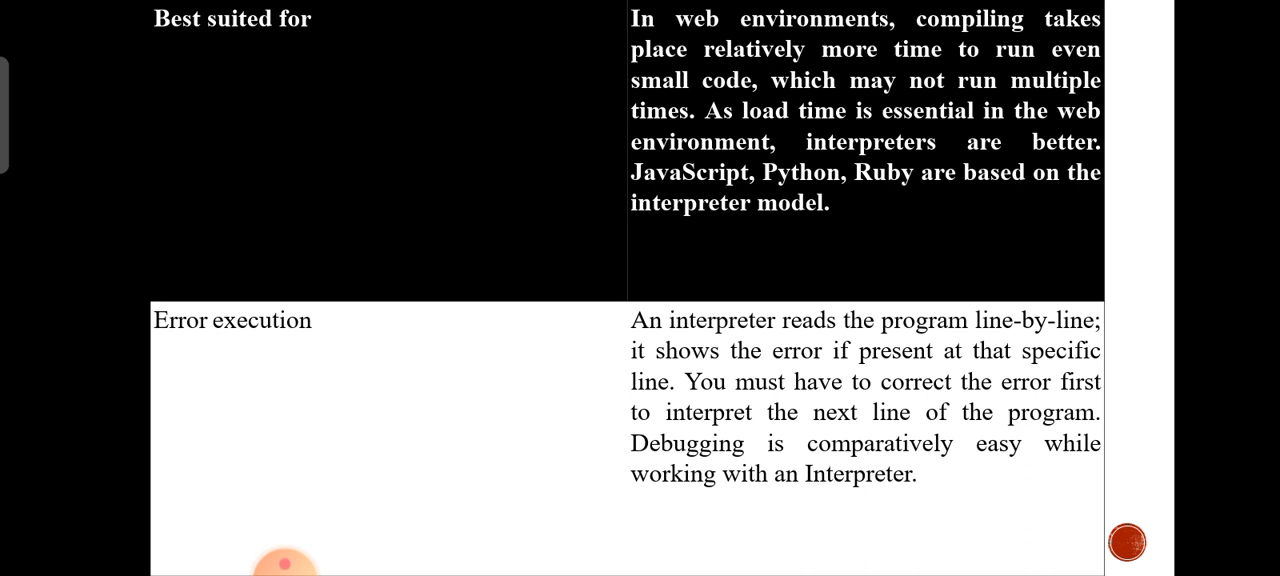 Best suited for
In web environments, compiling takes
place relatively more time to run even
small code, which may not run multiple
times. As load time is essential in the web
environment, interpreters are better.
JavaScript, Python, Ruby are based on the
interpreter model.
Error execution
An interpreter reads the program line-by-line;
it shows the error if present at that specific
line. You must have to correct the error first
to interpret the next line of the program.
Debugging is comparatively easy while
working with an Interpreter.